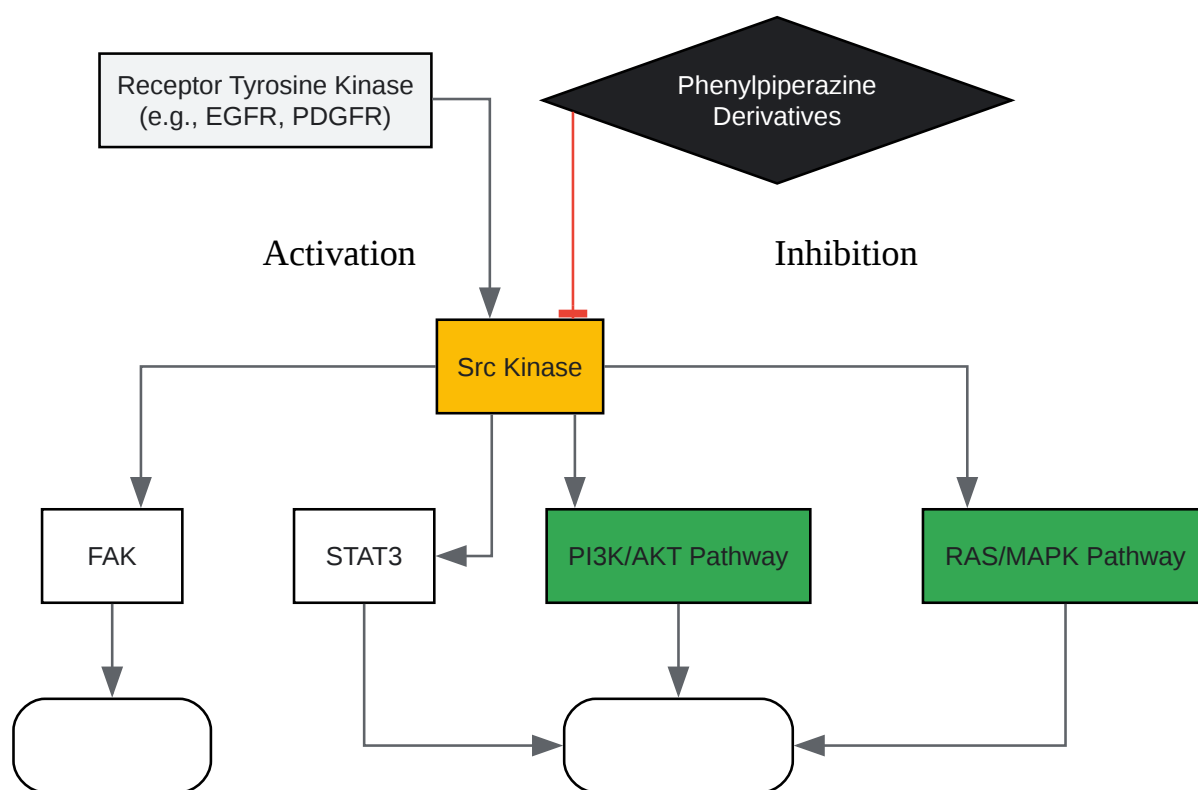 Receptor Tyrosine Kinase
(e.g., EGFR, PDGFR)
Phenylpiperazine
Derivatives
Activation
Inhibition
Src Kinase
FAK
STAT3
PI3K/AKT Pathway
RAS/MAPK Pathway